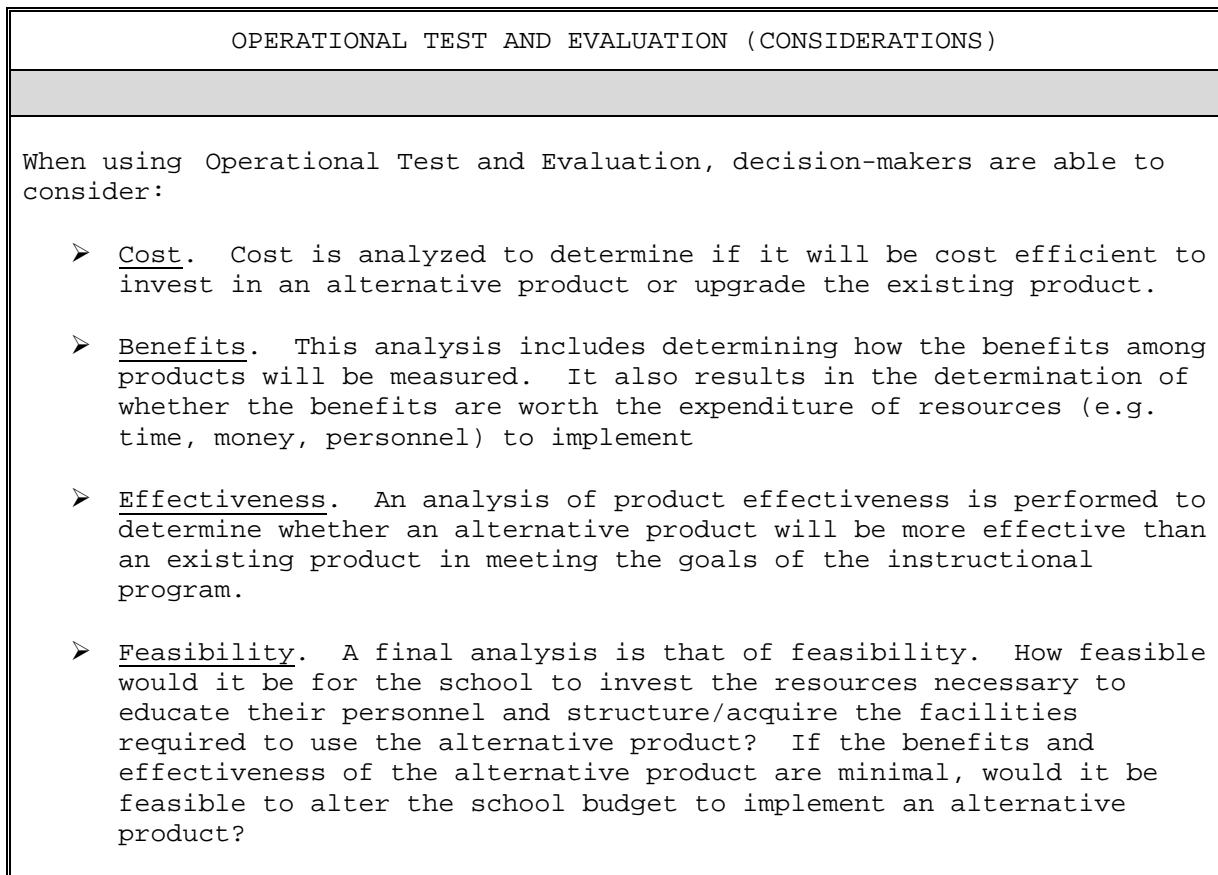 OPERATIONAL TEST AND EVALUATION (CONSIDERATIONS)
When using Operational Test and Evaluation, decision-makers are able to
consider:
➢ Cost. Cost is analyzed to determine if it will be cost efficient to
invest in an alternative product or upgrade the existing product.
➢ Benefits. This analysis includes determining how the benefits among
products will be measured. It also results in the determination of
whether the benefits are worth the expenditure of resources (e.g.
time, money, personnel) to implement
➢ Effectiveness. An analysis of product effectiveness is performed to
determine whether an alternative product will be more effective than
an existing product in meeting the goals of the instructional
program.
➢ Feasibility. A final analysis is that of feasibility. How feasible
would it be for the school to invest the resources necessary to
educate their personnel and structure/acquire the facilities
required to use the alternative product? If the benefits and
effectiveness of the alternative product are minimal, would it be
feasible to alter the school budget to implement an alternative
product?